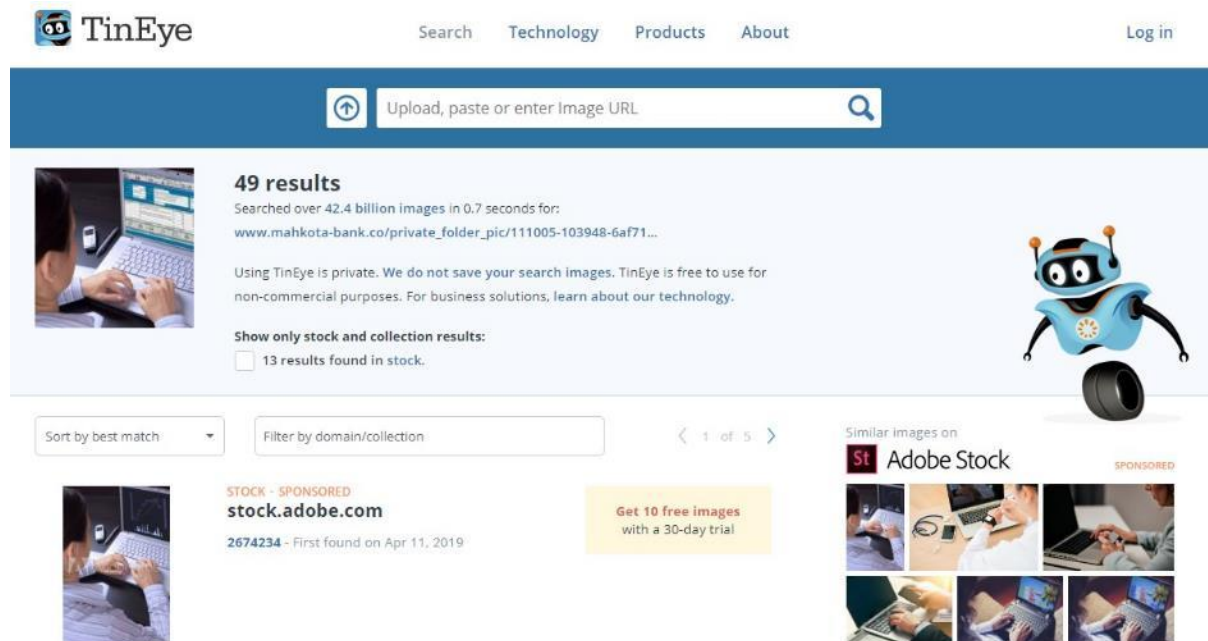 TinEye
Search Technology Products About Log in
Upload, paste or enter Image URL
49 results
Searched over 42.4 billion images in 0.7 seconds for:
www.mahkota-bank.co/private_folder_pic/111005-103948-6af71...
Using TinEye is private. We do not save your search images. TinEye is free to use for
non-commercial purposes. For business solutions, learn about our technology.
Show only stock and collection results:
13 results found in stock.
Sort by best match
Filter by domain/collection
1 of 5
Similar images on
St Adobe Stock
SPONSORED
STOCK - SPONSORED
stock.adobe.com
2674234 - First found on Apr 11, 2019
Get 10 free images
with a 30-day trial